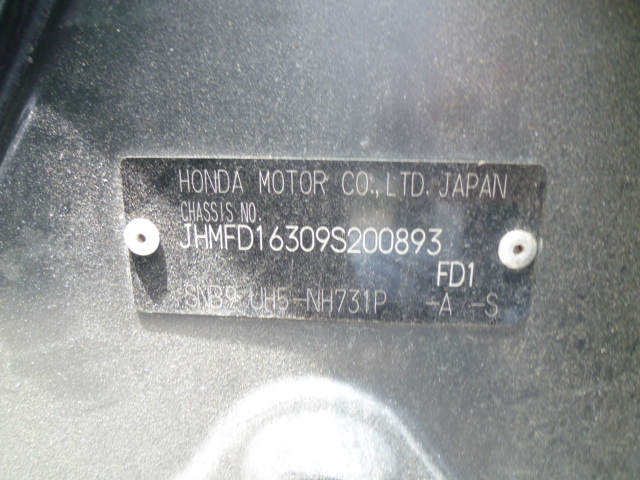 HONDA MOTOR CO.,LTD. JAPAN
CHASSIS NO.
JHMFD16309S200893
FD1
SNB9 UH5-NH731P -A -S